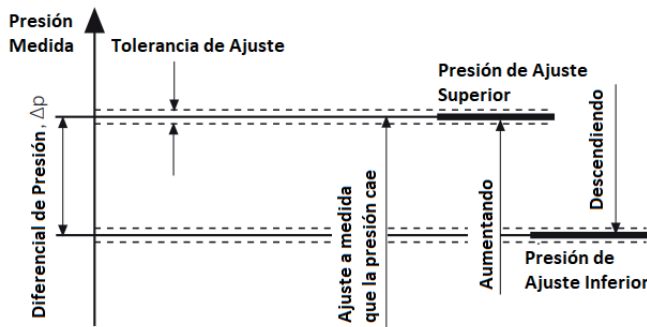 Presión
Medida
Tolerancia de Ajuste
Presión de Ajuste
Superior
Diferencial de Presión, Δp
Ajuste a medida
que la presión cae
Aumentando
Descendiendo
Presión de
Ajuste Inferior